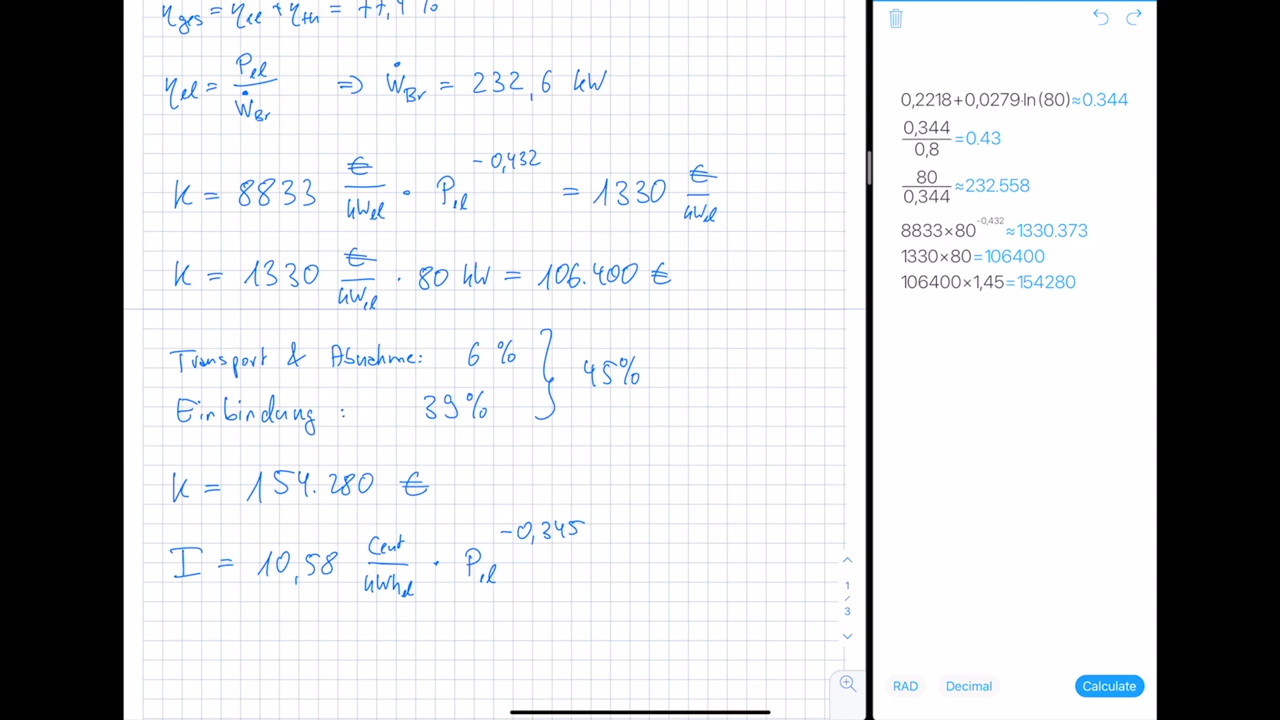 η_ges = η_el + η_th = 77,4 %
η_el = P_el / Ẇ_Br ⇒ Ẇ_Br = 232,6 kW
K = 8833 €/kW_el · P_el^-0,432 = 1330 €/kW_el
K = 1330 €/kW_el · 80 kW = 106.400 €
Transport & Abnahme: 6 %
45%
Einbindung : 39%
K = 154.280 €
I = 10,58 Cent/kWh_el · P_el^-0,345
1
/
3
0,2218+0,0279·ln(80)≈0.344
0,344/0,8=0.43
80/0,344≈232.558
8833×80^-0,432≈1330.373
1330×80=106400
106400×1,45=154280
RAD Decimal Calculate